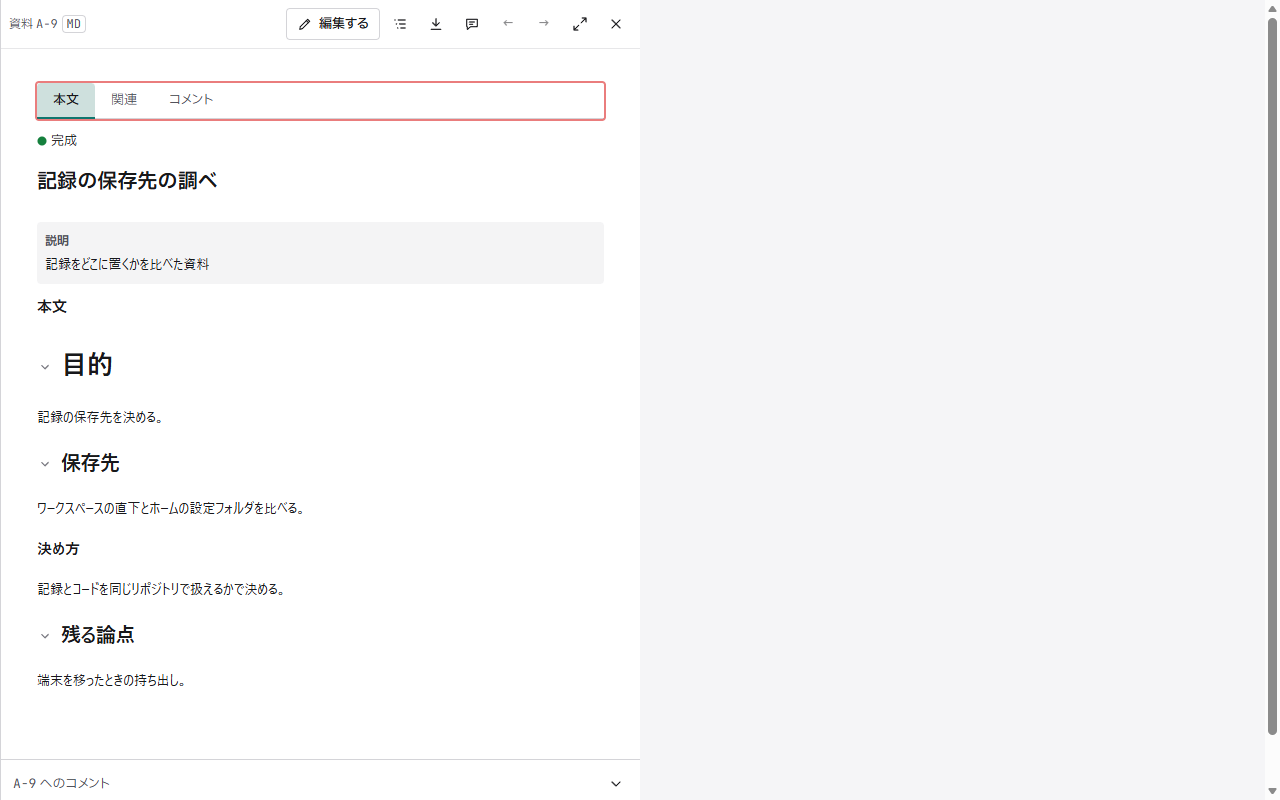 資料 A-9 MD 編集する
本文 関連 コメント
完成
記録の保存先の調べ
説明
記録をどこに置くかを比べた資料
本文
目的
記録の保存先を決める。
保存先
ワークスペースの直下とホームの設定フォルダを比べる。
決め方
記録とコードを同じリポジトリで扱えるかで決める。
残る論点
端末を移ったときの持ち出し。
A-9 へのコメント